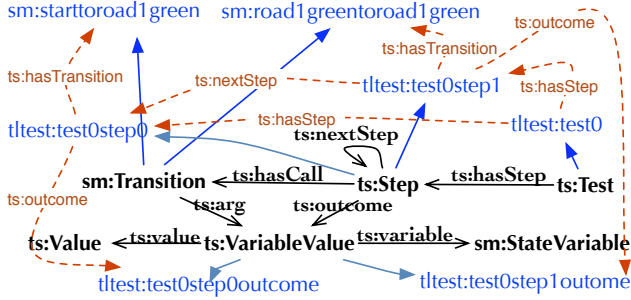 sm:starttoroad1green sm:road1greentoroad1green ts:outcome
ts:hasTransition
ts:hasTransition ts:nextStep tltest:test0step1 ts:hasStep
tltest:test0step0 ts:hasStep tltest:test0
ts:nextStep
sm:Transition ts:hasCall ts:Step ts:hasStep ts:Test
ts:outcome ts:arg ts:outcome
ts:Value ts:value ts:VariableValue ts:variable sm:StateVariable
tltest:test0step0outcome tltest:test0step1outome